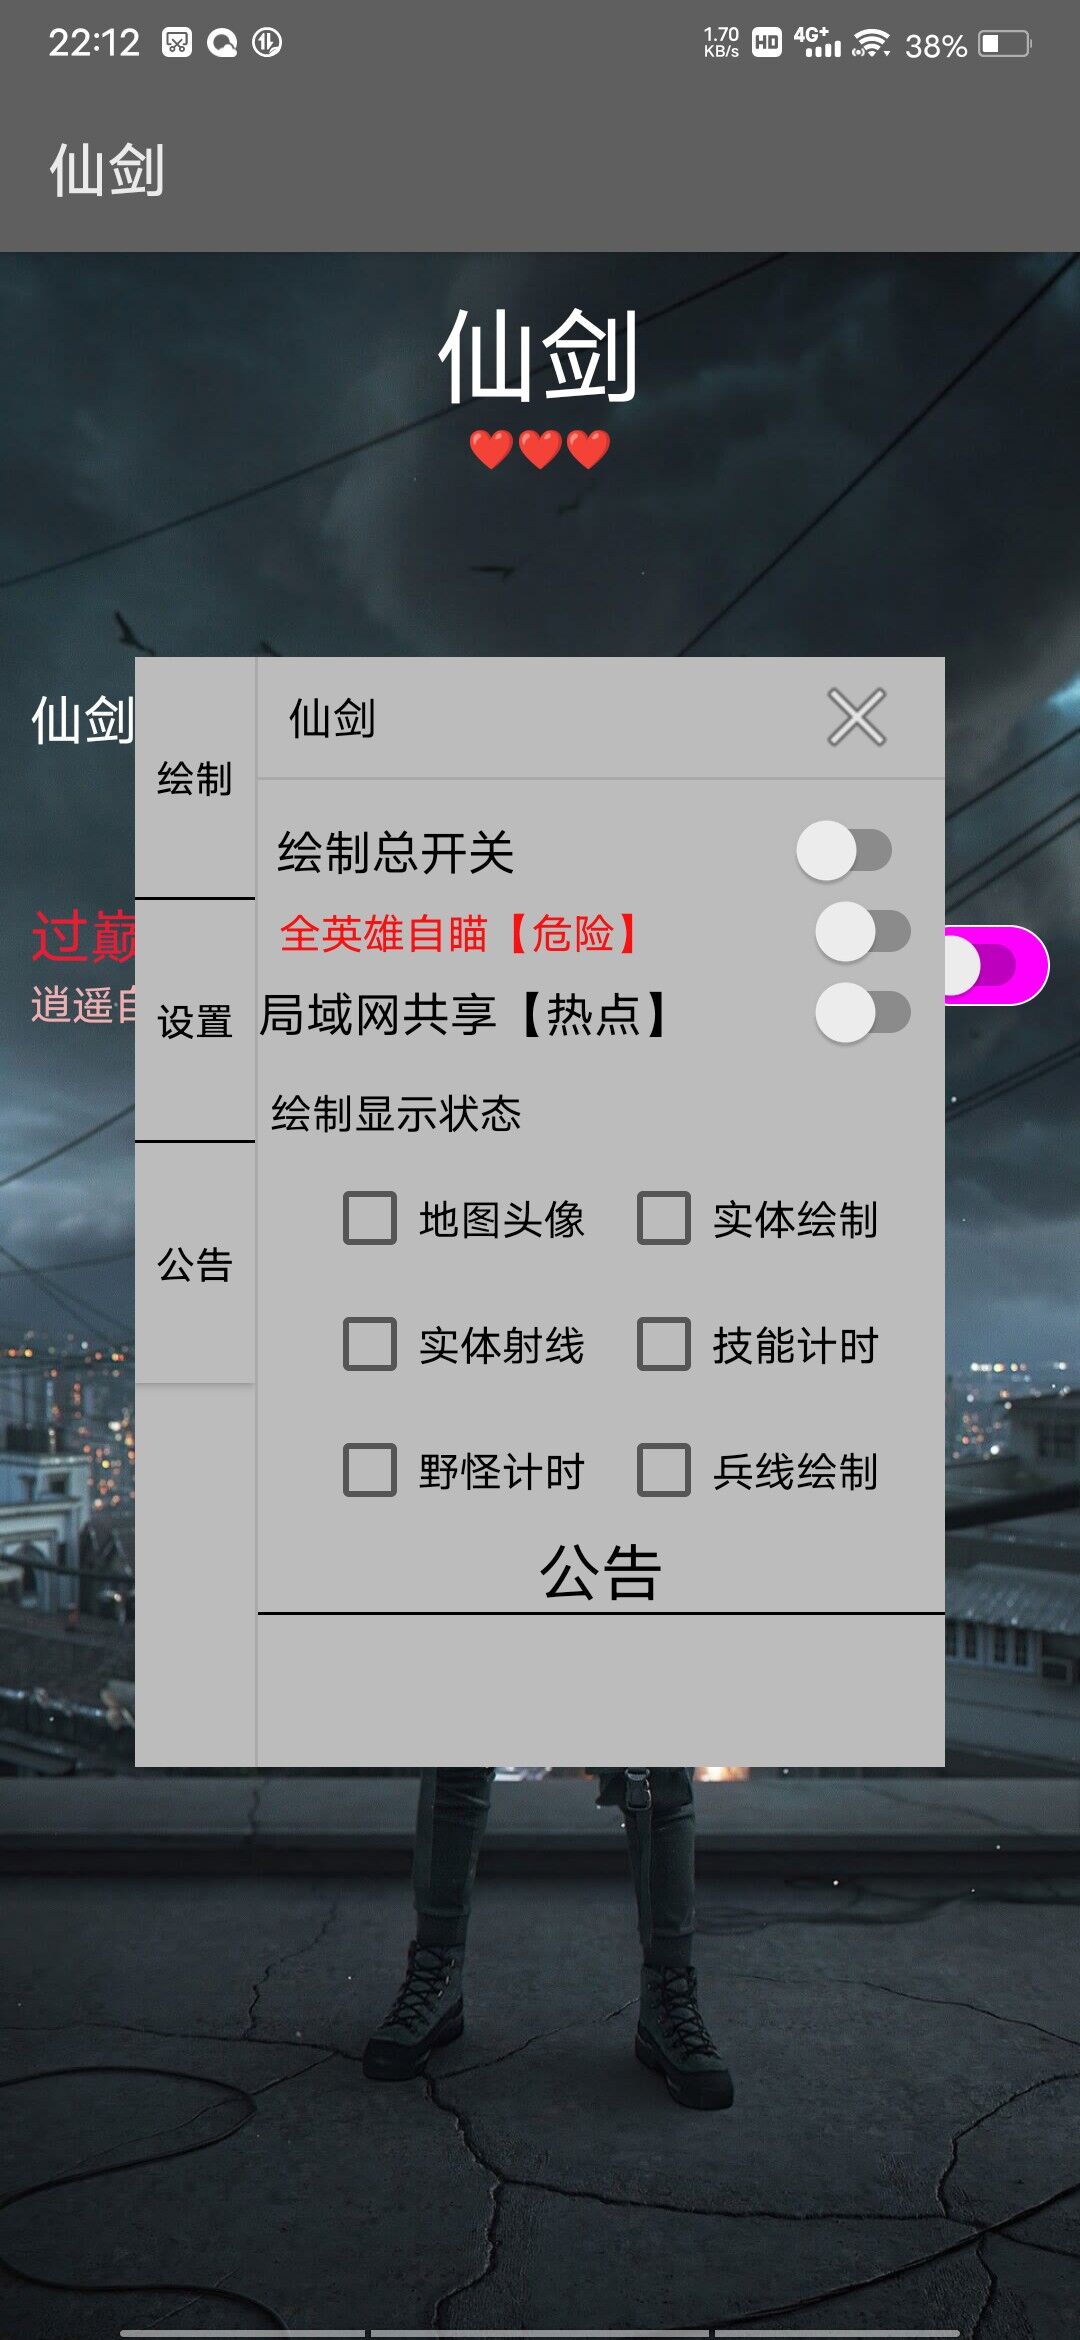 22:12 1.70 KB/s HD 4G+ 38%
仙剑
仙剑
❤️❤️❤️
仙剑
过巅
逍遥自
绘制
设置
公告
仙剑
绘制总开关
全英雄自瞄【危险】
局域网共享【热点】
绘制显示状态
地图头像 实体绘制
实体射线 技能计时
野怪计时 兵线绘制
公告